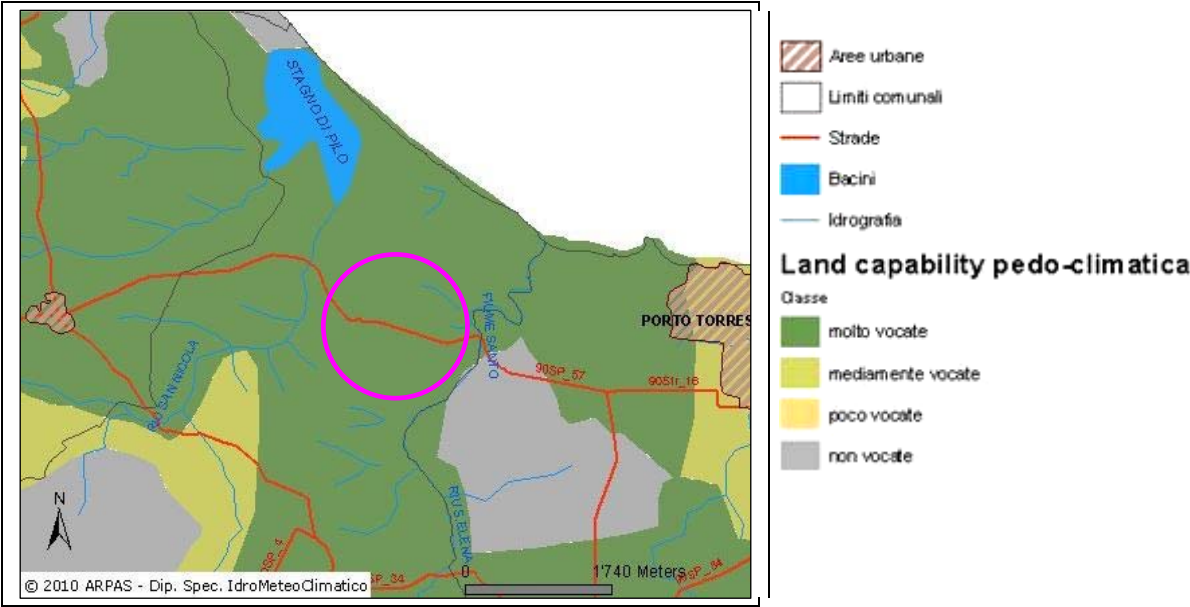 STAGNO DI PILO
FIUME SANTO
PORTO TORRES
90SP_57
90Str_16
RIU SAN NICOLA
RIU S.ELENA
N
0
1'740 Meters
© 2010 ARPAS - Dip. Spec. IdroMeteoClimatico
Aree urbane
Limiti comunali
Strade
Bacini
Idrografia
Land capability pedo-climatica
Classe
molto vocate
mediamente vocate
poco vocate
non vocate